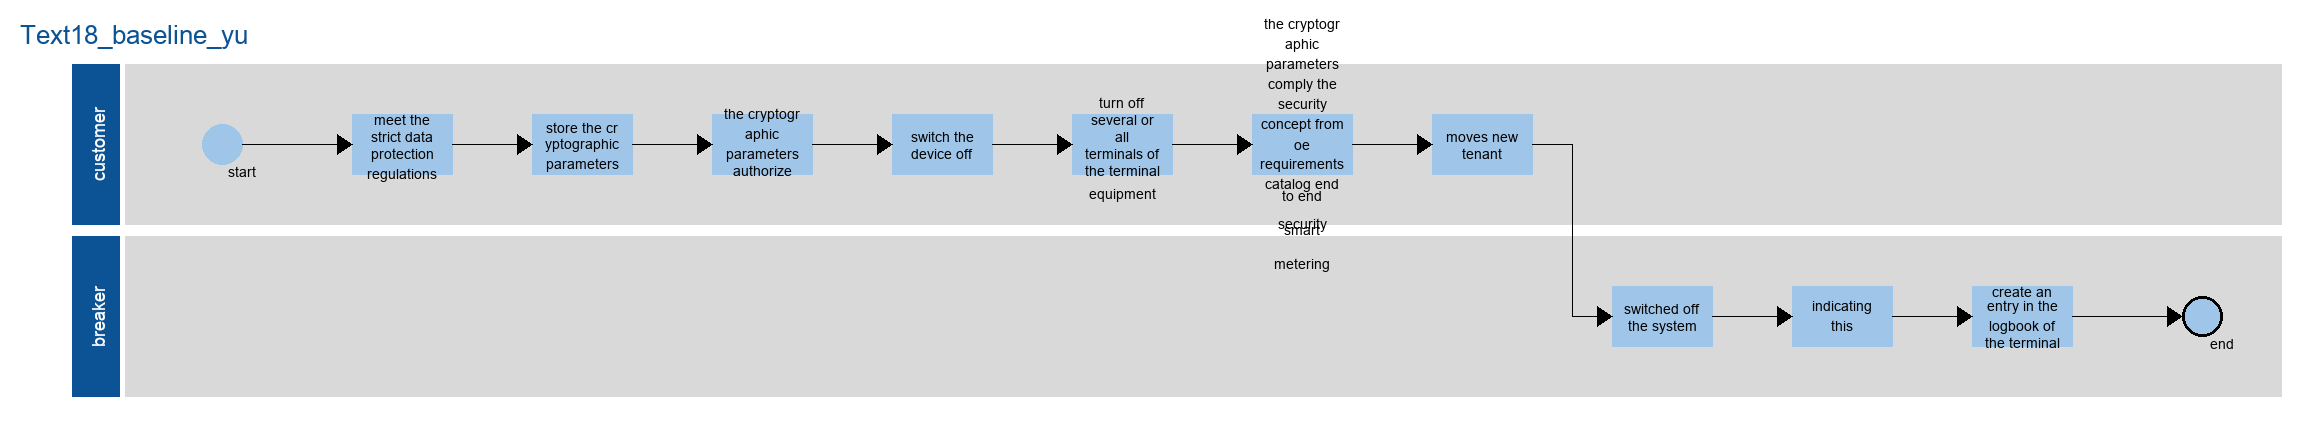 Text18_baseline_yu
customer
start
meet the
strict data
protection
regulations
store the cr
yptographic
parameters
the cryptogr
aphic
parameters
authorize
switch the
device off
turn off
several or
all
terminals of
the terminal
equipment
the cryptogr
aphic
parameters
comply the
security
concept from
oe
requirements
catalog end
to end
security
smart
metering
moves new
tenant
breaker
switched off
the system
indicating
this
create an
entry in the
logbook of
the terminal
end